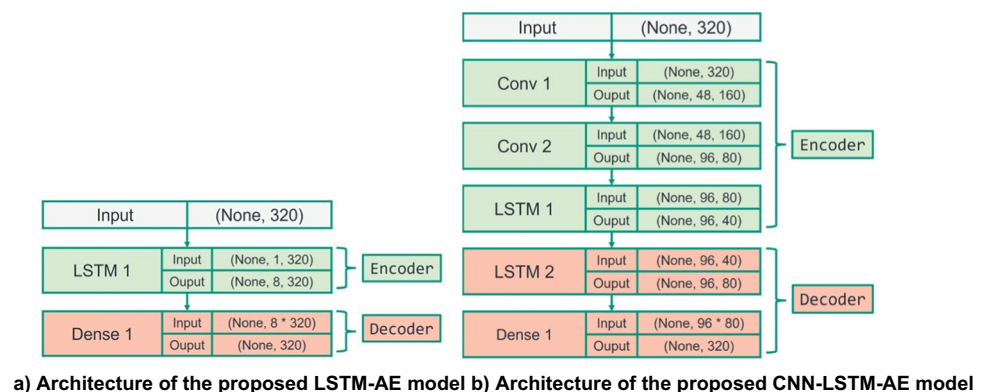 Input (None, 320)
LSTM 1 Input (None, 1, 320)
Ouput (None, 8, 320)
Encoder
Dense 1 Input (None, 8 * 320)
Ouput (None, 320)
Decoder
Input (None, 320)
Conv 1 Input (None, 320)
Ouput (None, 48, 160)
Conv 2 Input (None, 48, 160)
Ouput (None, 96, 80)
Encoder
LSTM 1 Input (None, 96, 80)
Ouput (None, 96, 40)
LSTM 2 Input (None, 96, 40)
Ouput (None, 96, 80)
Decoder
Dense 1 Input (None, 96 * 80)
Ouput (None, 320)
a) Architecture of the proposed LSTM-AE model b) Architecture of the proposed CNN-LSTM-AE model